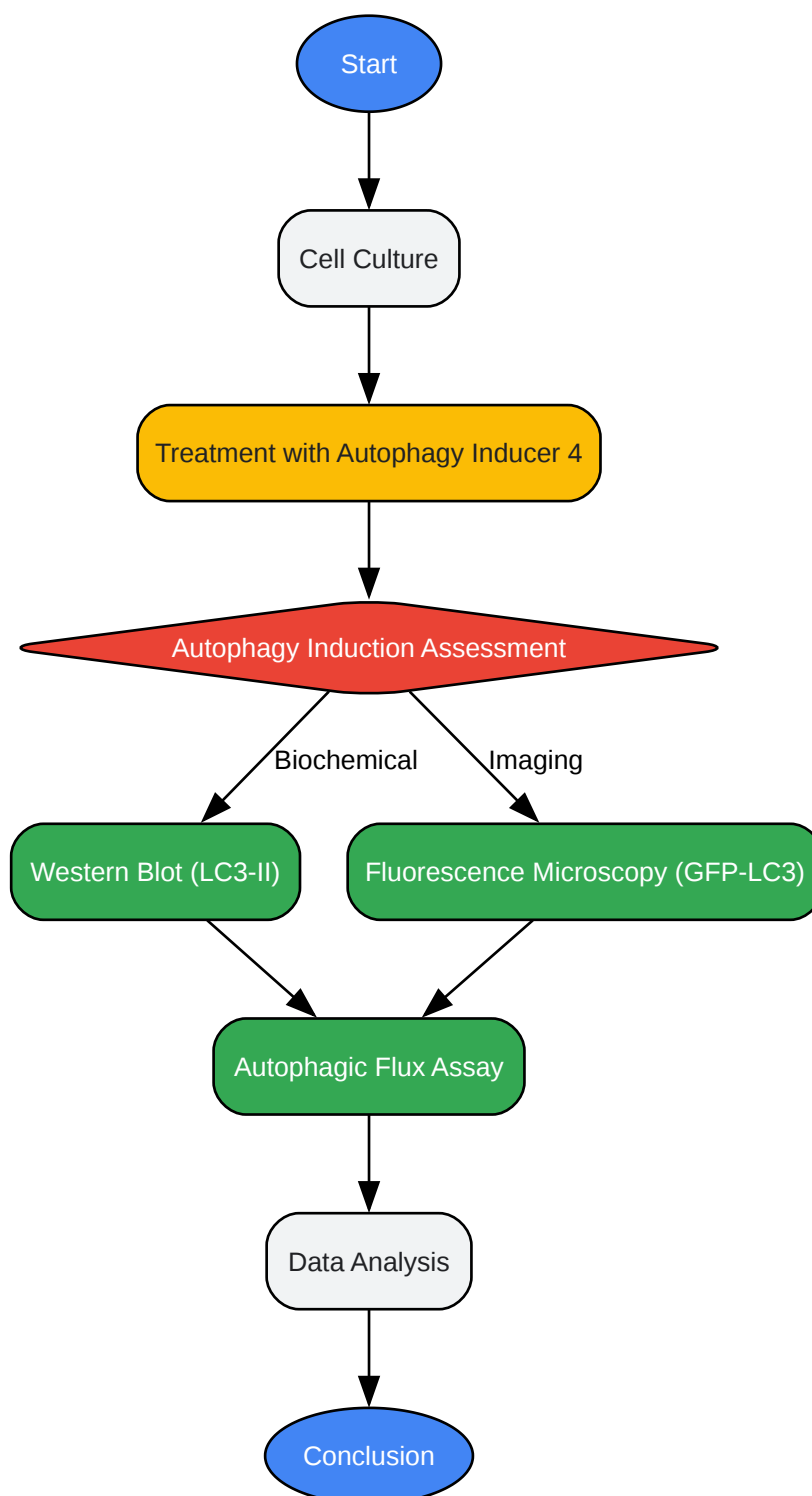 Start
Cell Culture
Treatment with Autophagy Inducer 4
Autophagy Induction Assessment
Biochemical
Imaging
Western Blot (LC3-II)
Fluorescence Microscopy (GFP-LC3)
Autophagic Flux Assay
Data Analysis
Conclusion